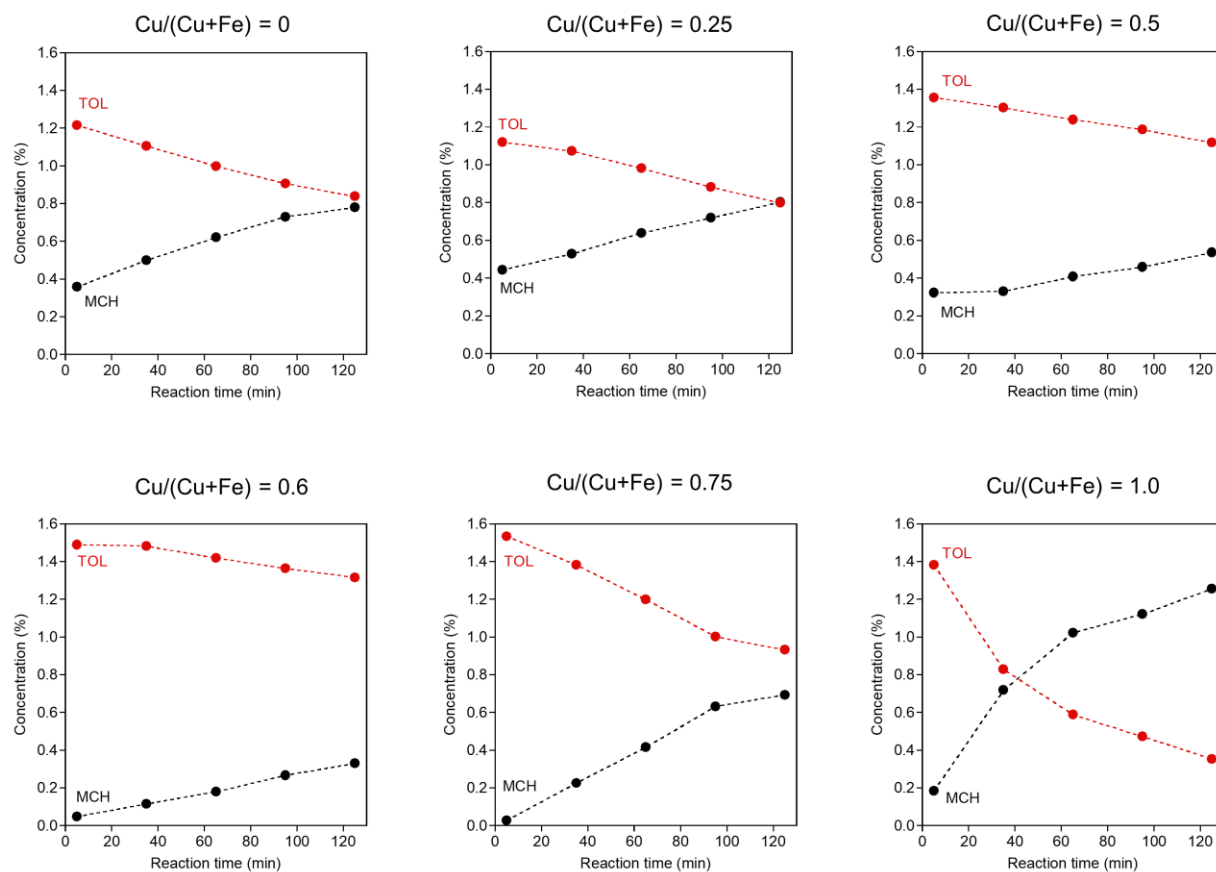 Cu/(Cu+Fe) = 0
1.6
1.4
1.2
1.0
0.8
0.6
0.4
0.2
0.0
Concentration (%)
TOL
MCH
0 20 40 60 80 100 120
Reaction time (min)
Cu/(Cu+Fe) = 0.25
1.6
1.4
1.2
1.0
0.8
0.6
0.4
0.2
0.0
Concentration (%)
TOL
MCH
0 20 40 60 80 100 120
Reaction time (min)
Cu/(Cu+Fe) = 0.5
1.6
1.4
1.2
1.0
0.8
0.6
0.4
0.2
0.0
Concentration (%)
TOL
MCH
0 20 40 60 80 100 120
Reaction time (min)
Cu/(Cu+Fe) = 0.6
1.6
1.4
1.2
1.0
0.8
0.6
0.4
0.2
0.0
Concentration (%)
TOL
MCH
0 20 40 60 80 100 120
Reaction time (min)
Cu/(Cu+Fe) = 0.75
1.6
1.4
1.2
1.0
0.8
0.6
0.4
0.2
0.0
Concentration (%)
TOL
MCH
0 20 40 60 80 100 120
Reaction time (min)
Cu/(Cu+Fe) = 1.0
1.6
1.4
1.2
1.0
0.8
0.6
0.4
0.2
0.0
Concentration (%)
TOL
MCH
0 20 40 60 80 100 120
Reaction time (min)